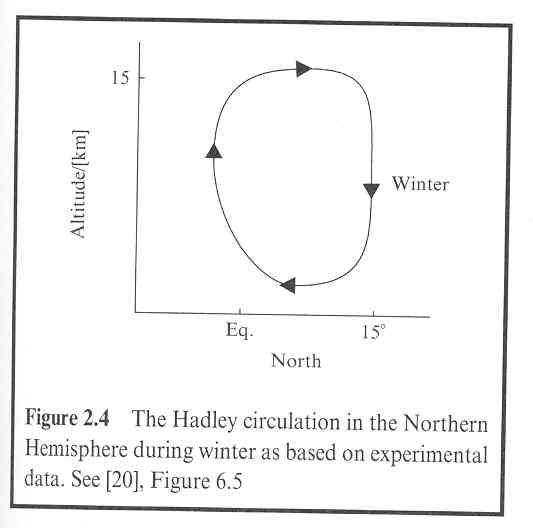 15
Altitude/[km]
Winter
Eq.
15°
North
Figure 2.4 The Hadley circulation in the Northern
Hemisphere during winter as based on experimental
data. See [20], Figure 6.5